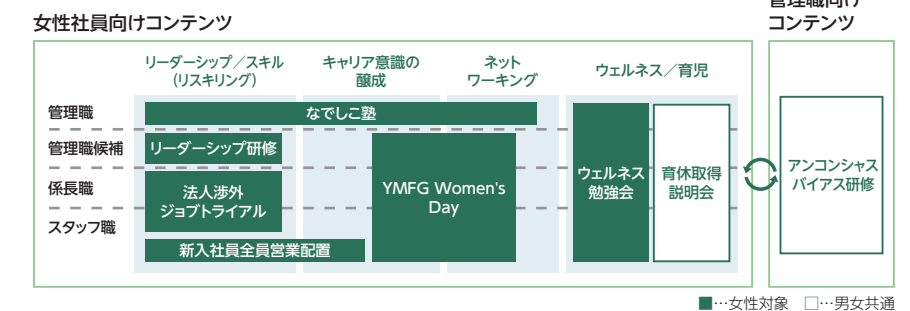 女性社員向けコンテンツ
管理職向け
コンテンツ
リーダーシップ／スキル
(リスキリング)
キャリア意識の
醸成
ネット
ワーキング
ウェルネス／育児
管理職
なでしこ塾
管理職候補
リーダーシップ研修
係長職
法人渉外
ジョブトライアル
YMFG Women's
Day
ウェルネス
勉強会
育休取得
説明会
アンコンシャス
バイアス研修
スタッフ職
新入社員全員営業配置
■…女性対象 □…男女共通